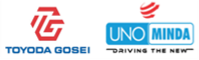 TOYODA GOSEI
UNO MINDA
DRIVING THE NEW